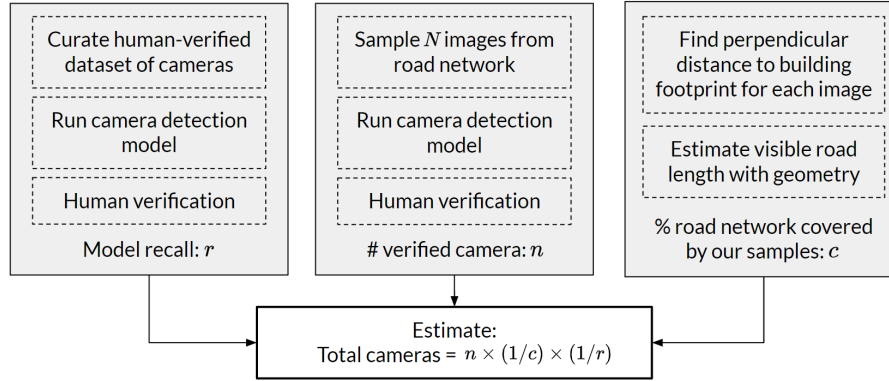 Curate human-verified
dataset of cameras
Run camera detection
model
Human verification
Model recall: r
Sample N images from
road network
Run camera detection
model
Human verification
# verified camera: n
Find perpendicular
distance to building
footprint for each image
Estimate visible road
length with geometry
% road network covered
by our samples: c
Estimate:
Total cameras = n × (1/c) × (1/r)